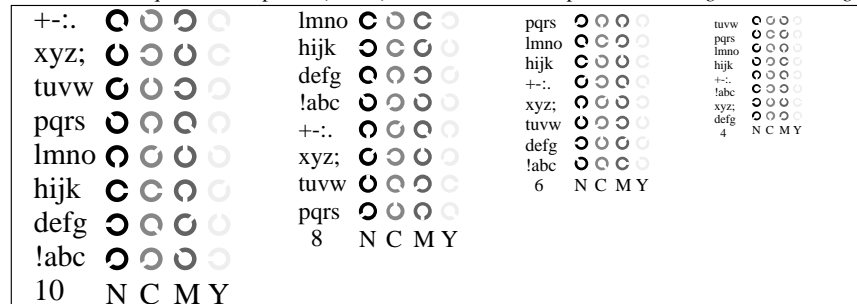 +-:.
xyz;
tuvw
pqrs
lmno
hijk
defg
!abc
10 N C M Y
lmno
hijk
defg
!abc
+-:.
xyz;
tuvw
pqrs
8 N C M Y
pqrs
lmno
hijk
+-:.
xyz;
tuvw
defg
!abc
6 N C M Y
tuvw
pqrs
lmno
hijk
+-:.
!abc
xyz;
defg
4 N C M Y